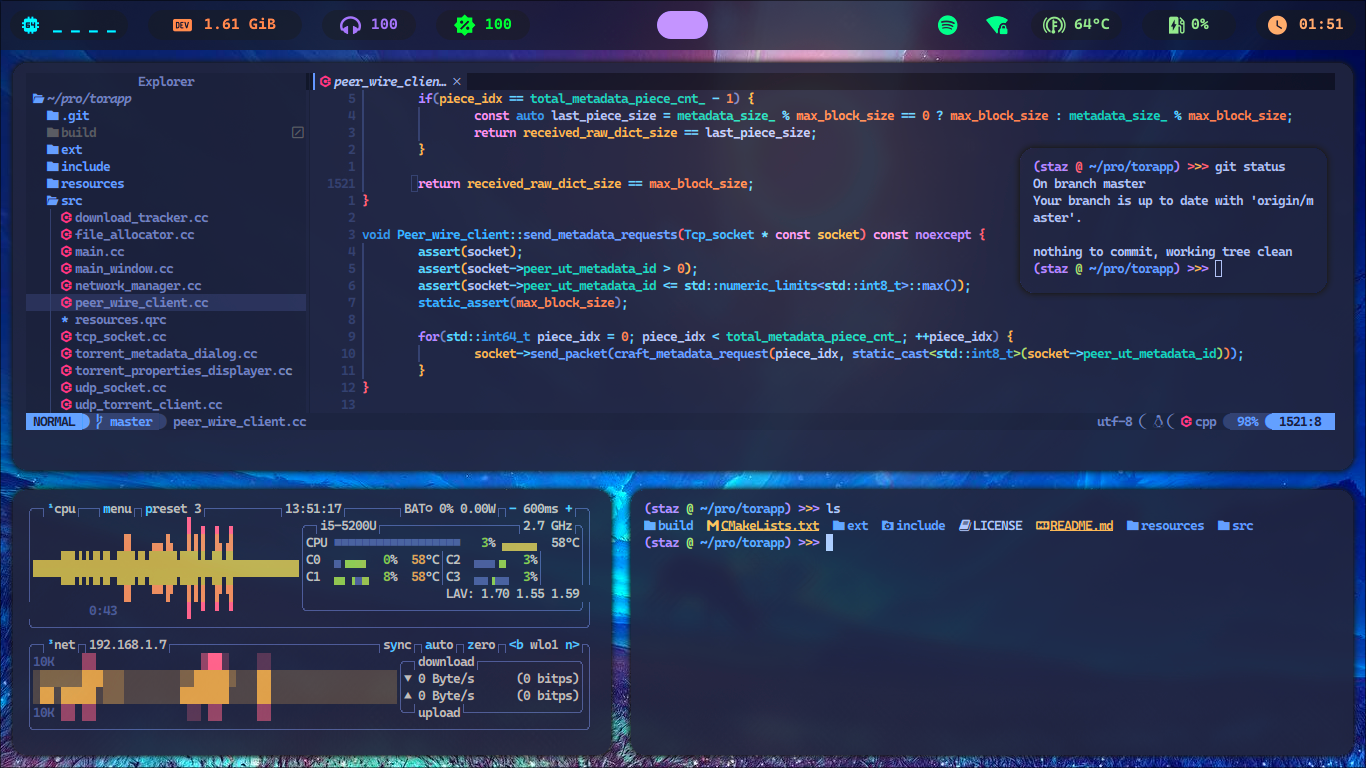 64 _ _ _ _ DEV 1.61 GiB 100 100 64°C 0% 01:51
Explorer
~/pro/torapp
.git
build
ext
include
resources
src
download_tracker.cc
file_allocator.cc
main.cc
main_window.cc
network_manager.cc
peer_wire_client.cc
* resources.qrc
tcp_socket.cc
torrent_metadata_dialog.cc
torrent_properties_displayer.cc
udp_socket.cc
udp_torrent_client.cc
peer_wire_clien… ×
5 if(piece_idx == total_metadata_piece_cnt_ - 1) {
4 const auto last_piece_size = metadata_size_ % max_block_size == 0 ? max_block_size : metadata_size_ % max_block_size;
3 return received_raw_dict_size == last_piece_size;
2 }
1
1521 return received_raw_dict_size == max_block_size;
1 }
2
3 void Peer_wire_client::send_metadata_requests(Tcp_socket * const socket) const noexcept {
4 assert(socket);
5 assert(socket->peer_ut_metadata_id > 0);
6 assert(socket->peer_ut_metadata_id <= std::numeric_limits<std::int8_t>::max());
7 static_assert(max_block_size);
8
9 for(std::int64_t piece_idx = 0; piece_idx < total_metadata_piece_cnt_; ++piece_idx) {
10 socket->send_packet(craft_metadata_request(piece_idx, static_cast<std::int8_t>(socket->peer_ut_metadata_id)));
11 }
12 }
13
NORMAL master peer_wire_client.cc utf-8 cpp 98% 1521:8
(staz @ ~/pro/torapp) >>> git status
On branch master
Your branch is up to date with 'origin/m
aster'.
nothing to commit, working tree clean
(staz @ ~/pro/torapp) >>>
¹cpu menu preset 3 13:51:17 BAT○ 0% 0.00W - 600ms +
i5-5200U 2.7 GHz
CPU 3% 58°C
C0 0% 58°C C2 3%
C1 8% 58°C C3 3%
LAV: 1.70 1.55 1.59
0:43
³net 192.168.1.7 sync auto zero <b wlo1 n>
10K
download
▼ 0 Byte/s (0 bitps)
▲ 0 Byte/s (0 bitps)
upload
10K
(staz @ ~/pro/torapp) >>> ls
build CMakeLists.txt ext include LICENSE README.md resources src
(staz @ ~/pro/torapp) >>>